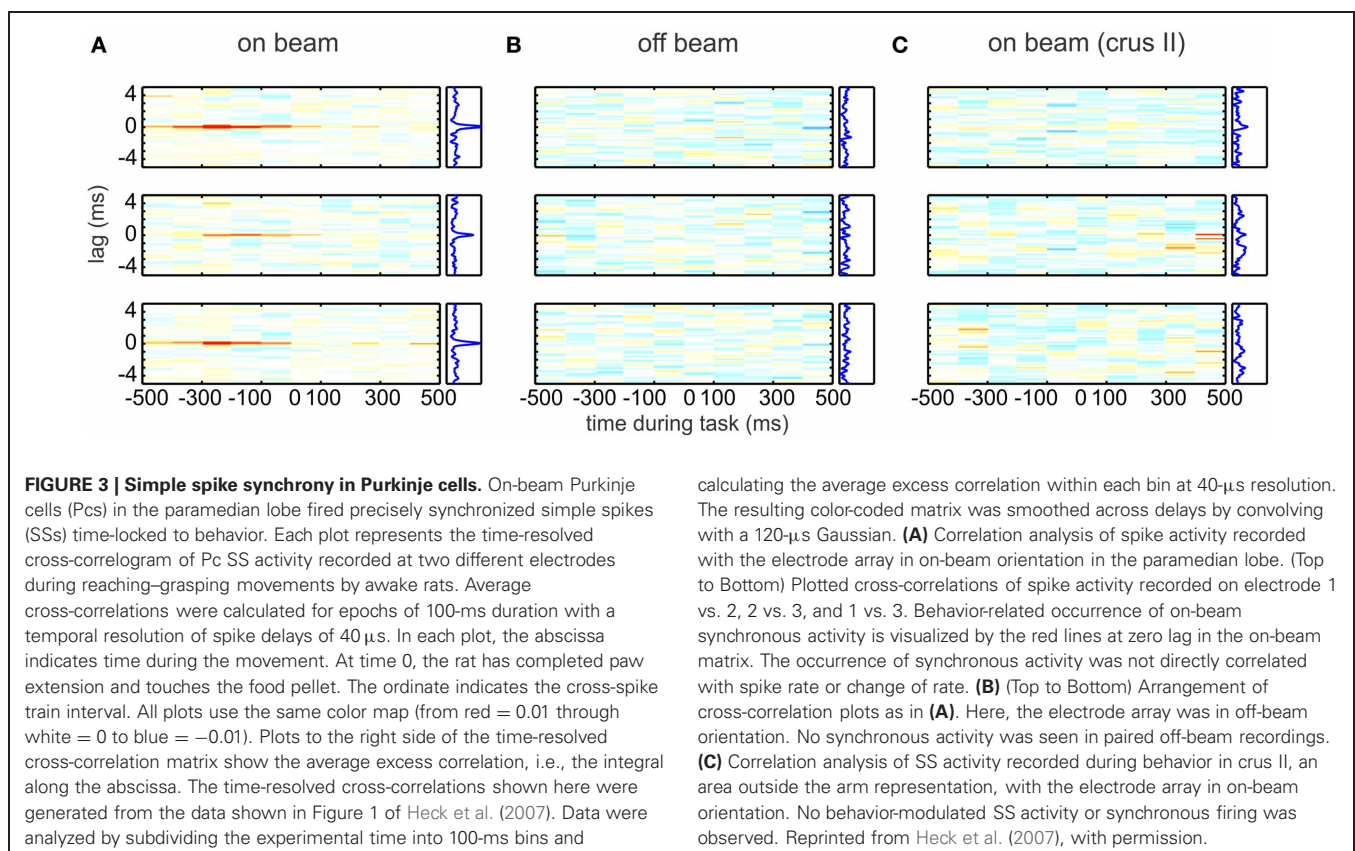 A on beam
B off beam
C on beam (crus II)
4
0
-4
4
0
-4
4
0
-4
lag (ms)
-500 -300 -100 0 100 300 500
-500 -300 -100 0 100 300 500
-500 -300 -100 0 100 300 500
time during task (ms)
FIGURE 3 | Simple spike synchrony in Purkinje cells. On-beam Purkinje
cells (Pcs) in the paramedian lobe fired precisely synchronized simple spikes
(SSs) time-locked to behavior. Each plot represents the time-resolved
cross-correlogram of Pc SS activity recorded at two different electrodes
during reaching–grasping movements by awake rats. Average
cross-correlations were calculated for epochs of 100-ms duration with a
temporal resolution of spike delays of 40 μs. In each plot, the abscissa
indicates time during the movement. At time 0, the rat has completed paw
extension and touches the food pellet. The ordinate indicates the cross-spike
train interval. All plots use the same color map (from red = 0.01 through
white = 0 to blue = −0.01). Plots to the right side of the time-resolved
cross-correlation matrix show the average excess correlation, i.e., the integral
along the abscissa. The time-resolved cross-correlations shown here were
generated from the data shown in Figure 1 of Heck et al. (2007). Data were
analyzed by subdividing the experimental time into 100-ms bins and
calculating the average excess correlation within each bin at 40-μs resolution.
The resulting color-coded matrix was smoothed across delays by convolving
with a 120-μs Gaussian. (A) Correlation analysis of spike activity recorded
with the electrode array in on-beam orientation in the paramedian lobe. (Top
to Bottom) Plotted cross-correlations of spike activity recorded on electrode 1
vs. 2, 2 vs. 3, and 1 vs. 3. Behavior-related occurrence of on-beam
synchronous activity is visualized by the red lines at zero lag in the on-beam
matrix. The occurrence of synchronous activity was not directly correlated
with spike rate or change of rate. (B) (Top to Bottom) Arrangement of
cross-correlation plots as in (A). Here, the electrode array was in off-beam
orientation. No synchronous activity was seen in paired off-beam recordings.
(C) Correlation analysis of SS activity recorded during behavior in crus II, an
area outside the arm representation, with the electrode array in on-beam
orientation. No behavior-modulated SS activity or synchronous firing was
observed. Reprinted from Heck et al. (2007), with permission.